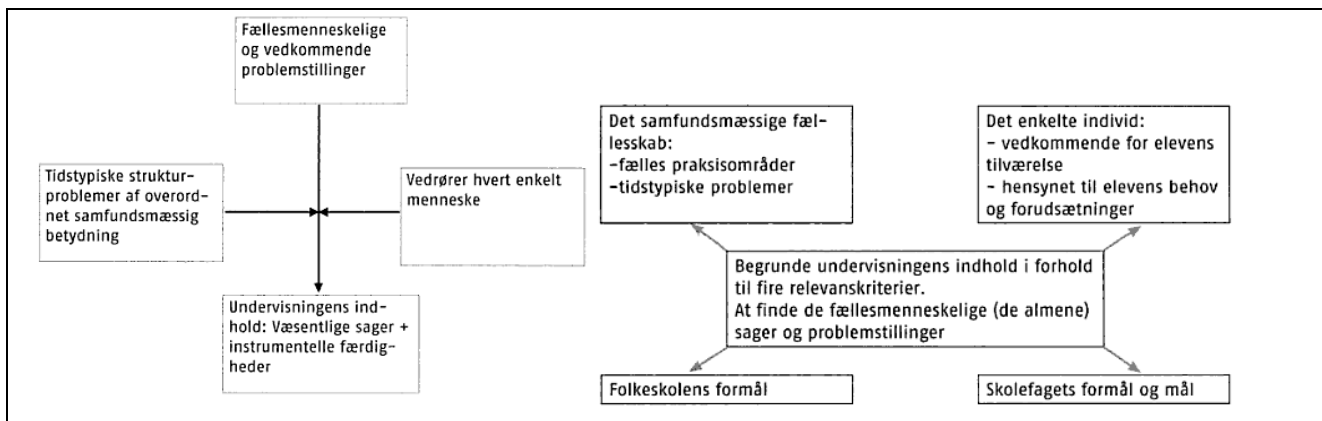 Fællesmenneskelige
og vedkommende
problemstillinger
Tidstypiske struktur-
problemer af overord-
net samfundsmæssig
betydning
Vedrører hvert enkelt
menneske
Undervisningens ind-
hold: Væsentlige sager +
instrumentelle færdig-
heder
Det samfundsmæssige fæl-
lesskab:
-fælles praksisområder
-tidstypiske problemer
Det enkelte individ:
- vedkommende for elevens
tilværelse
- hensynet til elevens behov
og forudsætninger
Begrunde undervisningens indhold i forhold
til fire relevanskriterier.
At finde de fællesmenneskelige (de almene)
sager og problemstillinger
Folkeskolens formål
Skolefagets formål og mål